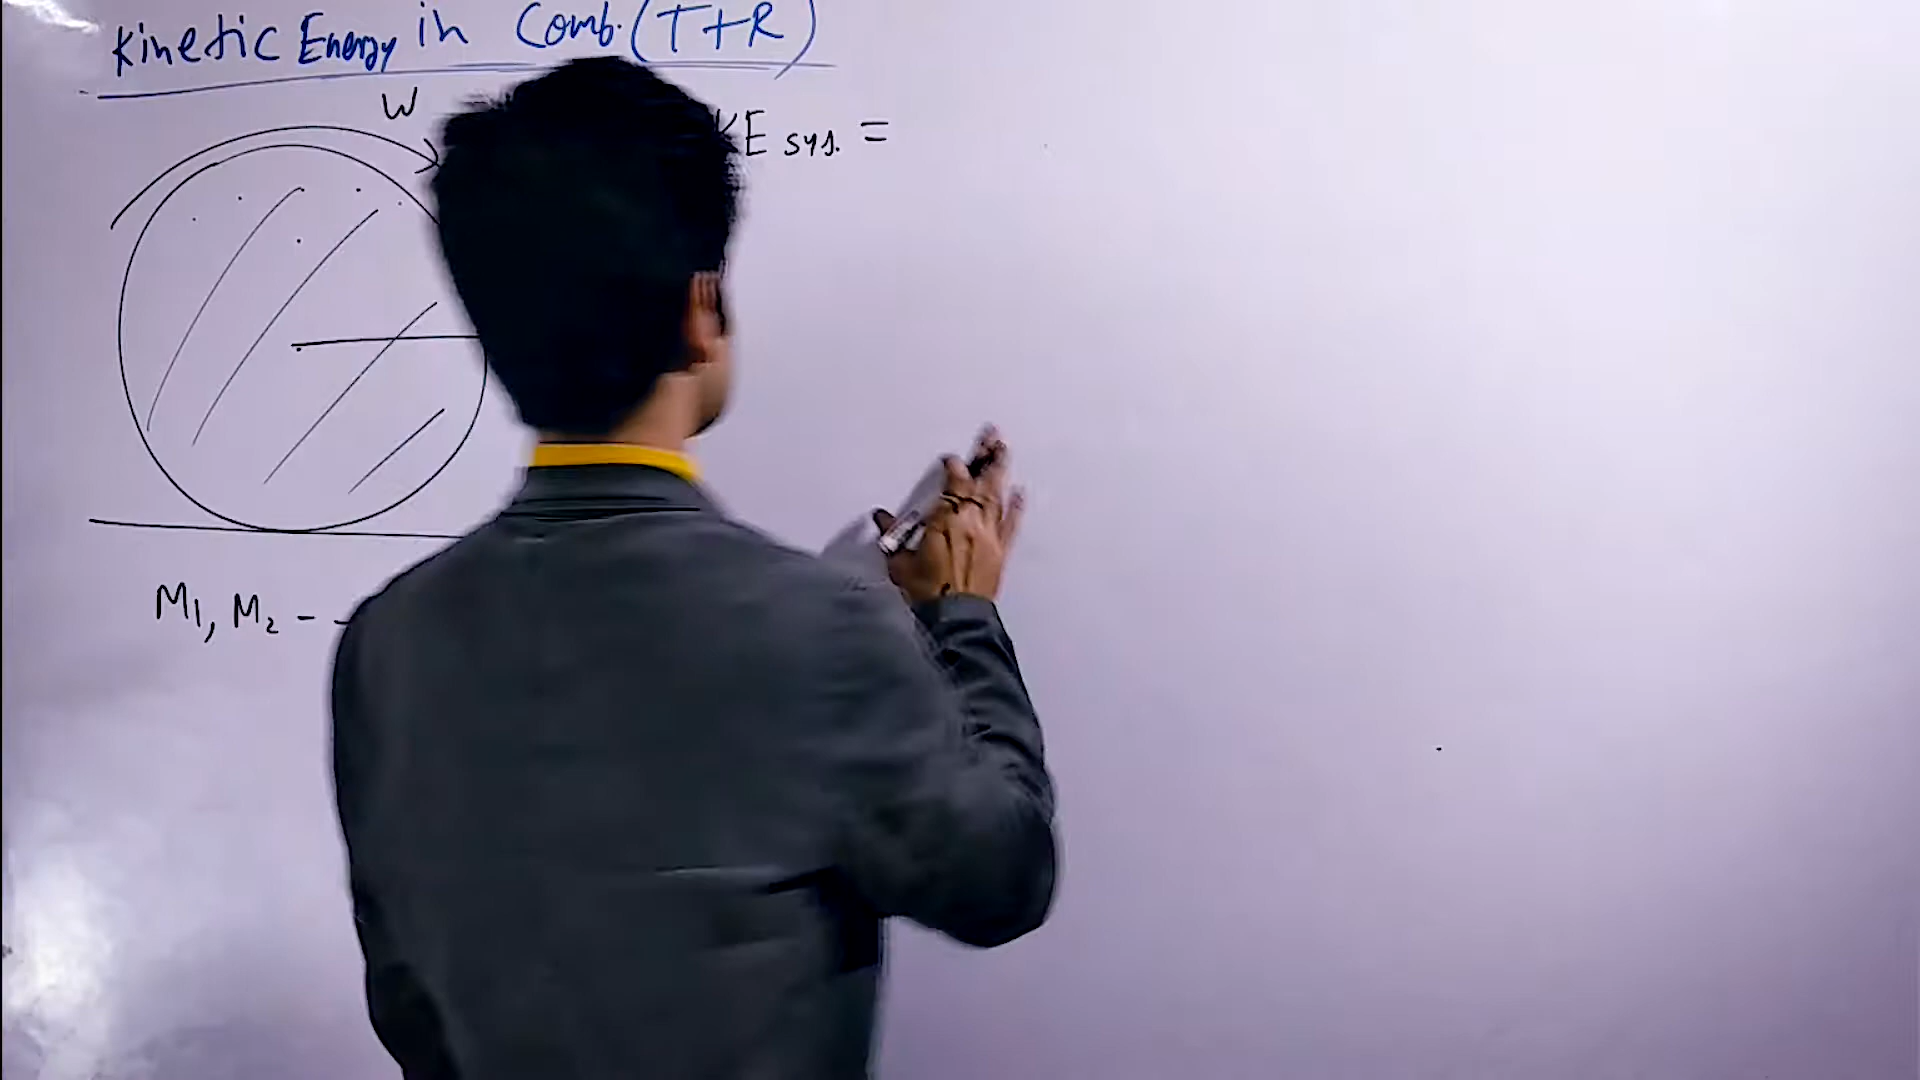 Kinetic Energy in Comb. (T+R)
W
KE sys. =
M1, M2 - -